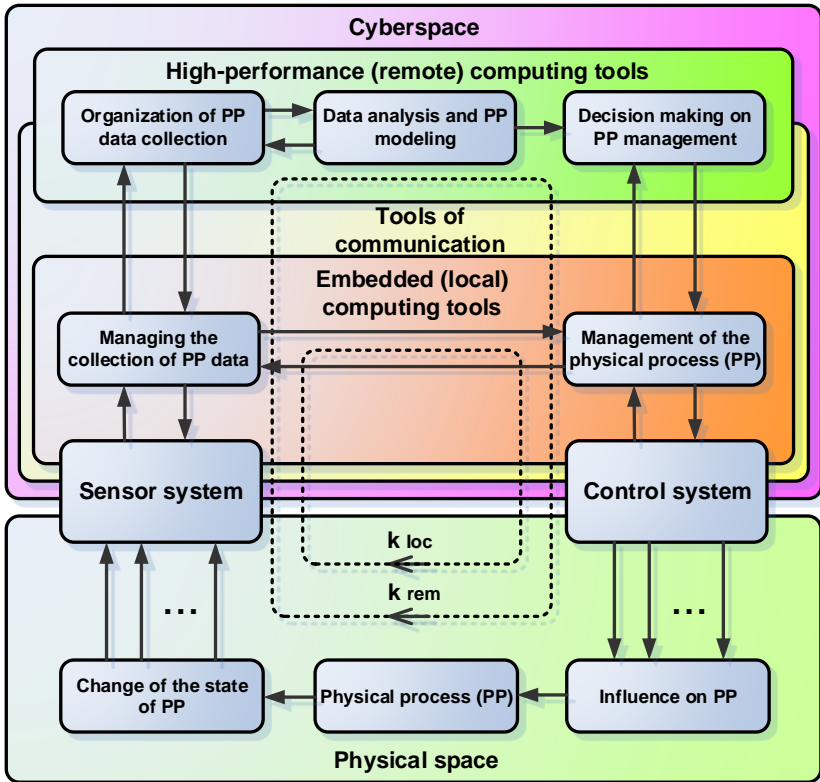 Cyberspace
High-performance (remote) computing tools
Organization of PP
data collection
Data analysis and PP
modeling
Decision making on
PP management
Tools of
communication
Embedded (local)
computing tools
Managing the
collection of PP data
Management of the
physical process (PP)
Sensor system
Control system
k loc
k rem
...
...
Change of the state
of PP
Physical process (PP)
Influence on PP
Physical space